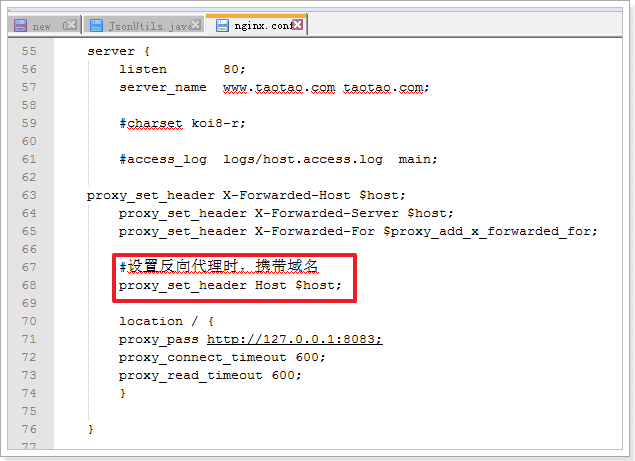 new
JsonUtils.java
nginx.conf
55 server {
56 listen 80;
57 server_name www.taotao.com taotao.com;
58
59 #charset koi8-r;
60
61 #access_log logs/host.access.log main;
62
63 proxy_set_header X-Forwarded-Host $host;
64 proxy_set_header X-Forwarded-Server $host;
65 proxy_set_header X-Forwarded-For $proxy_add_x_forwarded_for;
66
67 #设置反向代理时，携带域名
68 proxy_set_header Host $host;
69
70 location / {
71 proxy_pass http://127.0.0.1:8083;
72 proxy_connect_timeout 600;
73 proxy_read_timeout 600;
74 }
75
76 }
77